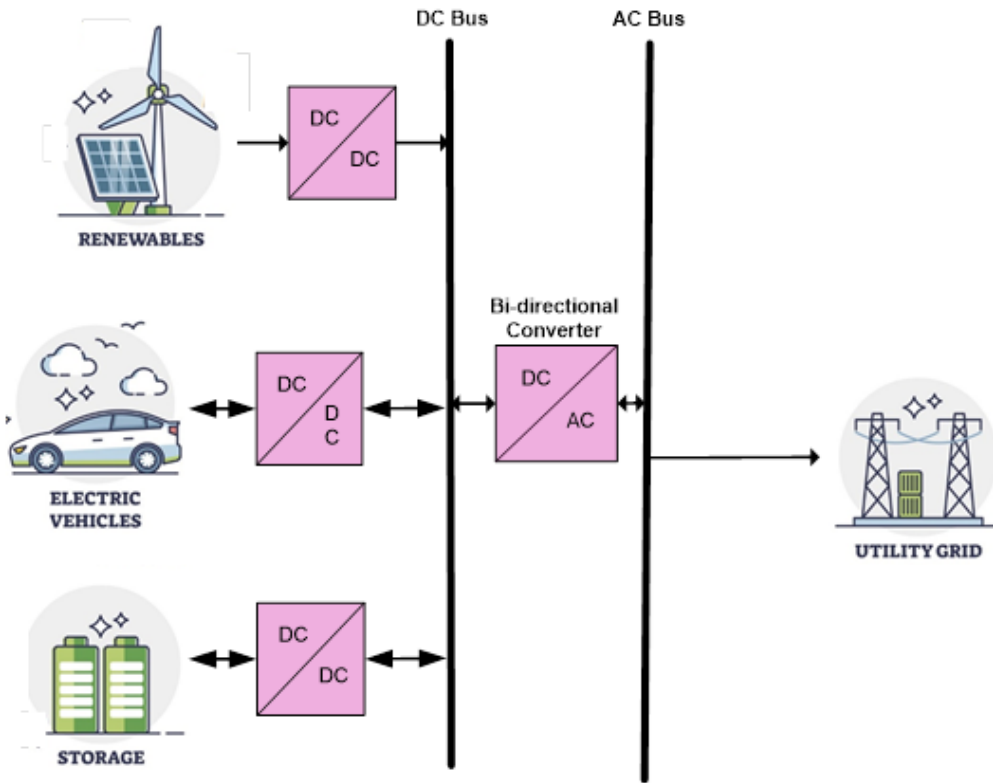 DC Bus
AC Bus
DC
DC
RENEWABLES
Bi-directional
Converter
DC
AC
DC
D
C
ELECTRIC
VEHICLES
UTILITY GRID
DC
DC
STORAGE